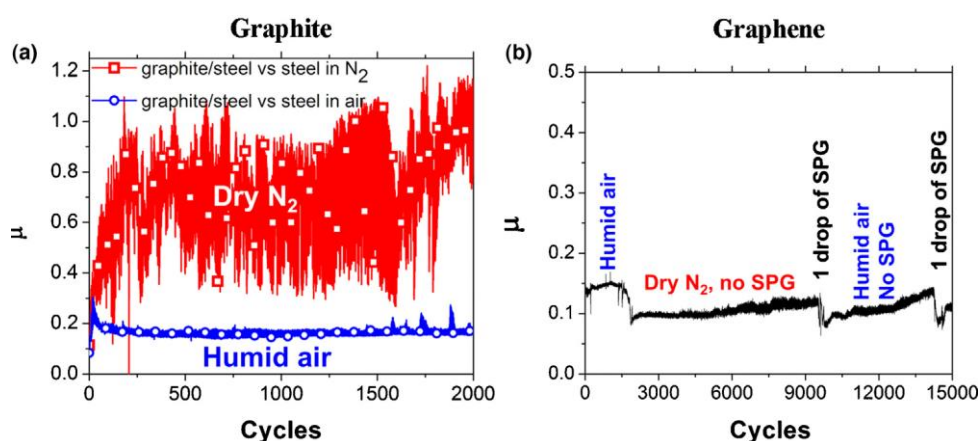 Graphite
(a)
graphite/steel vs steel in N2
graphite/steel vs steel in air
Dry N2
Humid air
μ
1.2
1.0
0.8
0.6
0.4
0.2
0.0
0
500
1000
1500
2000
Cycles
Graphene
(b)
μ
0.5
0.4
0.3
0.2
0.1
0.0
Humid air
Dry N2, no SPG
1 drop of SPG
Humid air
No SPG
1 drop of SPG
0
3000
6000
9000
12000
15000
Cycles